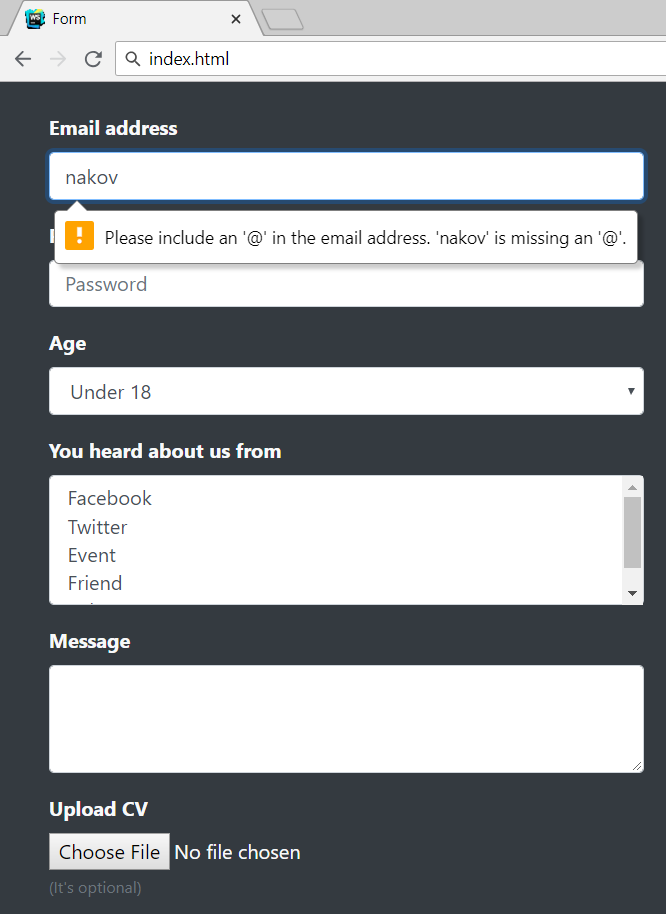 Form
index.html
Email address
nakov
Please include an '@' in the email address. 'nakov' is missing an '@'.
Password
Age
Under 18
You heard about us from
Facebook
Twitter
Event
Friend
Message
Upload CV
Choose File No file chosen
(It's optional)